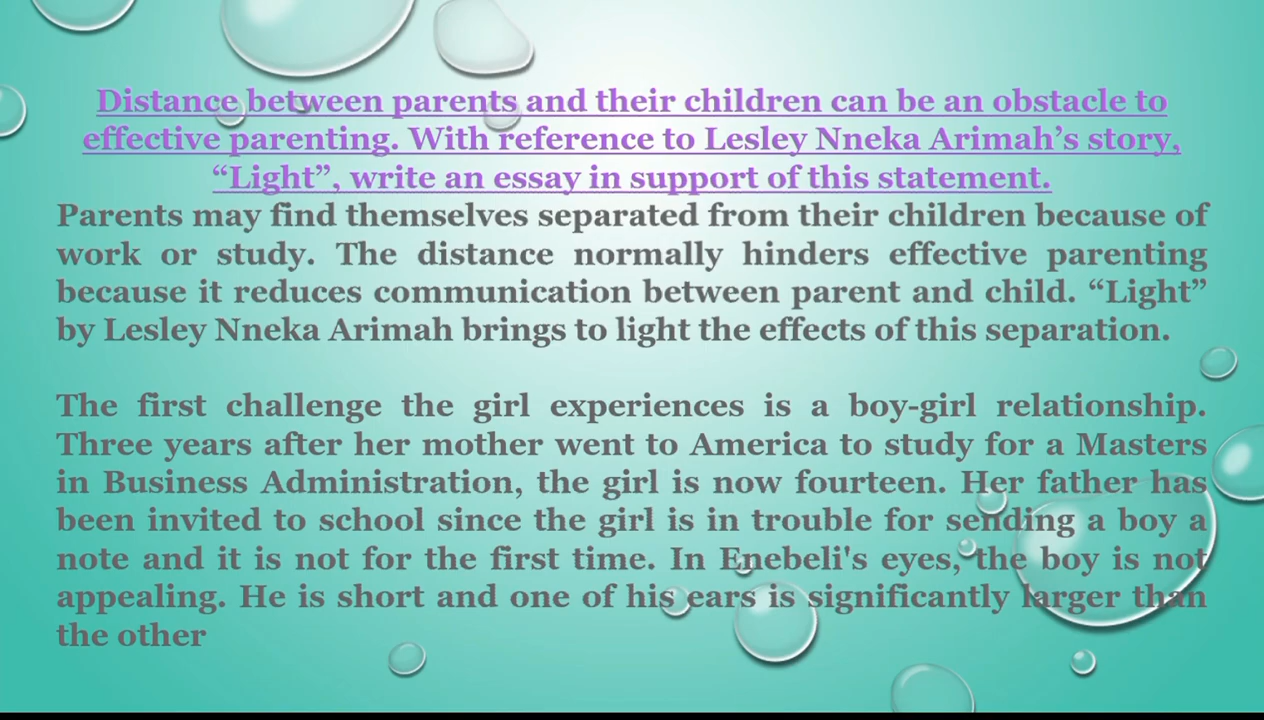 Distance between parents and their children can be an obstacle to
effective parenting. With reference to Lesley Nneka Arimah’s story,
“Light”, write an essay in support of this statement.
Parents may find themselves separated from their children because of
work or study. The distance normally hinders effective parenting
because it reduces communication between parent and child. “Light”
by Lesley Nneka Arimah brings to light the effects of this separation.
The first challenge the girl experiences is a boy-girl relationship.
Three years after her mother went to America to study for a Masters
in Business Administration, the girl is now fourteen. Her father has
been invited to school since the girl is in trouble for sending a boy a
note and it is not for the first time. In Enebeli's eyes, the boy is not
appealing. He is short and one of his ears is significantly larger than
the other